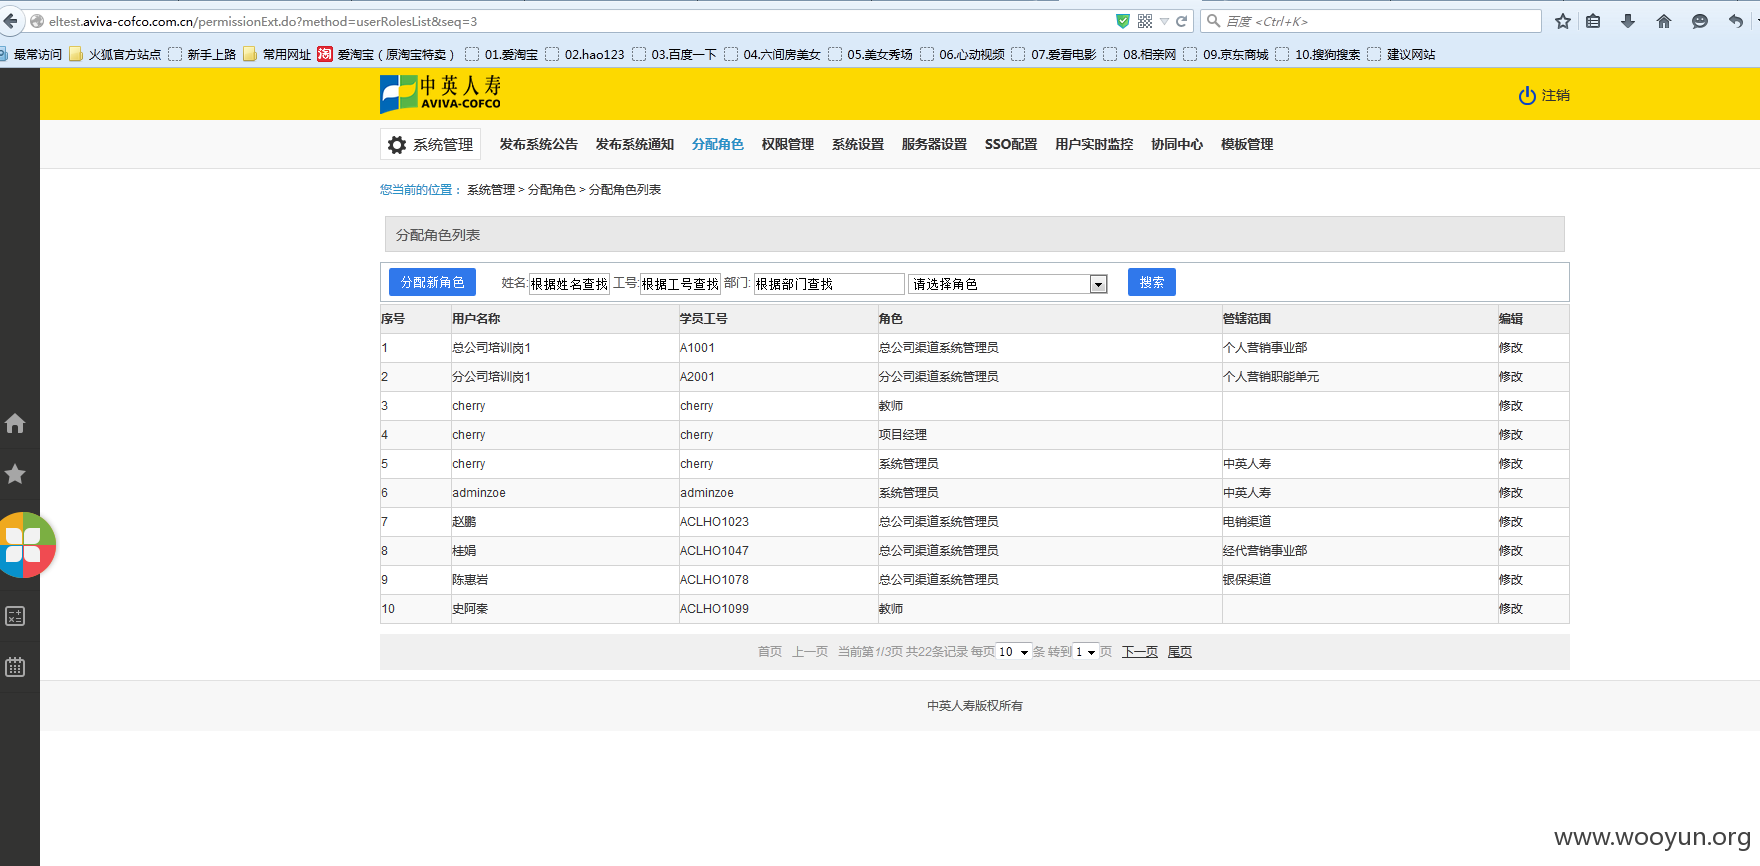 eltest.aviva-cofco.com.cn/permissionExt.do?method=userRolesList&seq=3
百度 <Ctrl+K>
最常访问 火狐官方站点 新手上路 常用网址 淘 爱淘宝（原淘宝特卖） 01.爱淘宝 02.hao123 03.百度一下 04.六间房美女 05.美女秀场 06.心动视频 07.爱看电影 08.相亲网 09.京东商城 10.搜狗搜索 建议网站
中英人寿
AVIVA-COFCO
注销
系统管理 发布系统公告 发布系统通知 分配角色 权限管理 系统设置 服务器设置 SSO配置 用户实时监控 协同中心 模板管理
您当前的位置： 系统管理 > 分配角色 > 分配角色列表
分配角色列表
分配新角色 姓名: 根据姓名查找 工号: 根据工号查找 部门: 根据部门查找 请选择角色 搜索
序号 用户名称 学员工号 角色 管辖范围 编辑
1 总公司培训岗1 A1001 总公司渠道系统管理员 个人营销事业部 修改
2 分公司培训岗1 A2001 分公司渠道系统管理员 个人营销职能单元 修改
3 cherry cherry 教师 修改
4 cherry cherry 项目经理 修改
5 cherry cherry 系统管理员 中英人寿 修改
6 adminzoe adminzoe 系统管理员 中英人寿 修改
7 赵鹏 ACLHO1023 总公司渠道系统管理员 电销渠道 修改
8 桂娟 ACLHO1047 总公司渠道系统管理员 经代营销事业部 修改
9 陈惠岩 ACLHO1078 总公司渠道系统管理员 银保渠道 修改
10 史阿秦 ACLHO1099 教师 修改
首页 上一页 当前第1/3页 共22条记录 每页 10 条 转到 1 页 下一页 尾页
中英人寿版权所有
www.wooyun.org